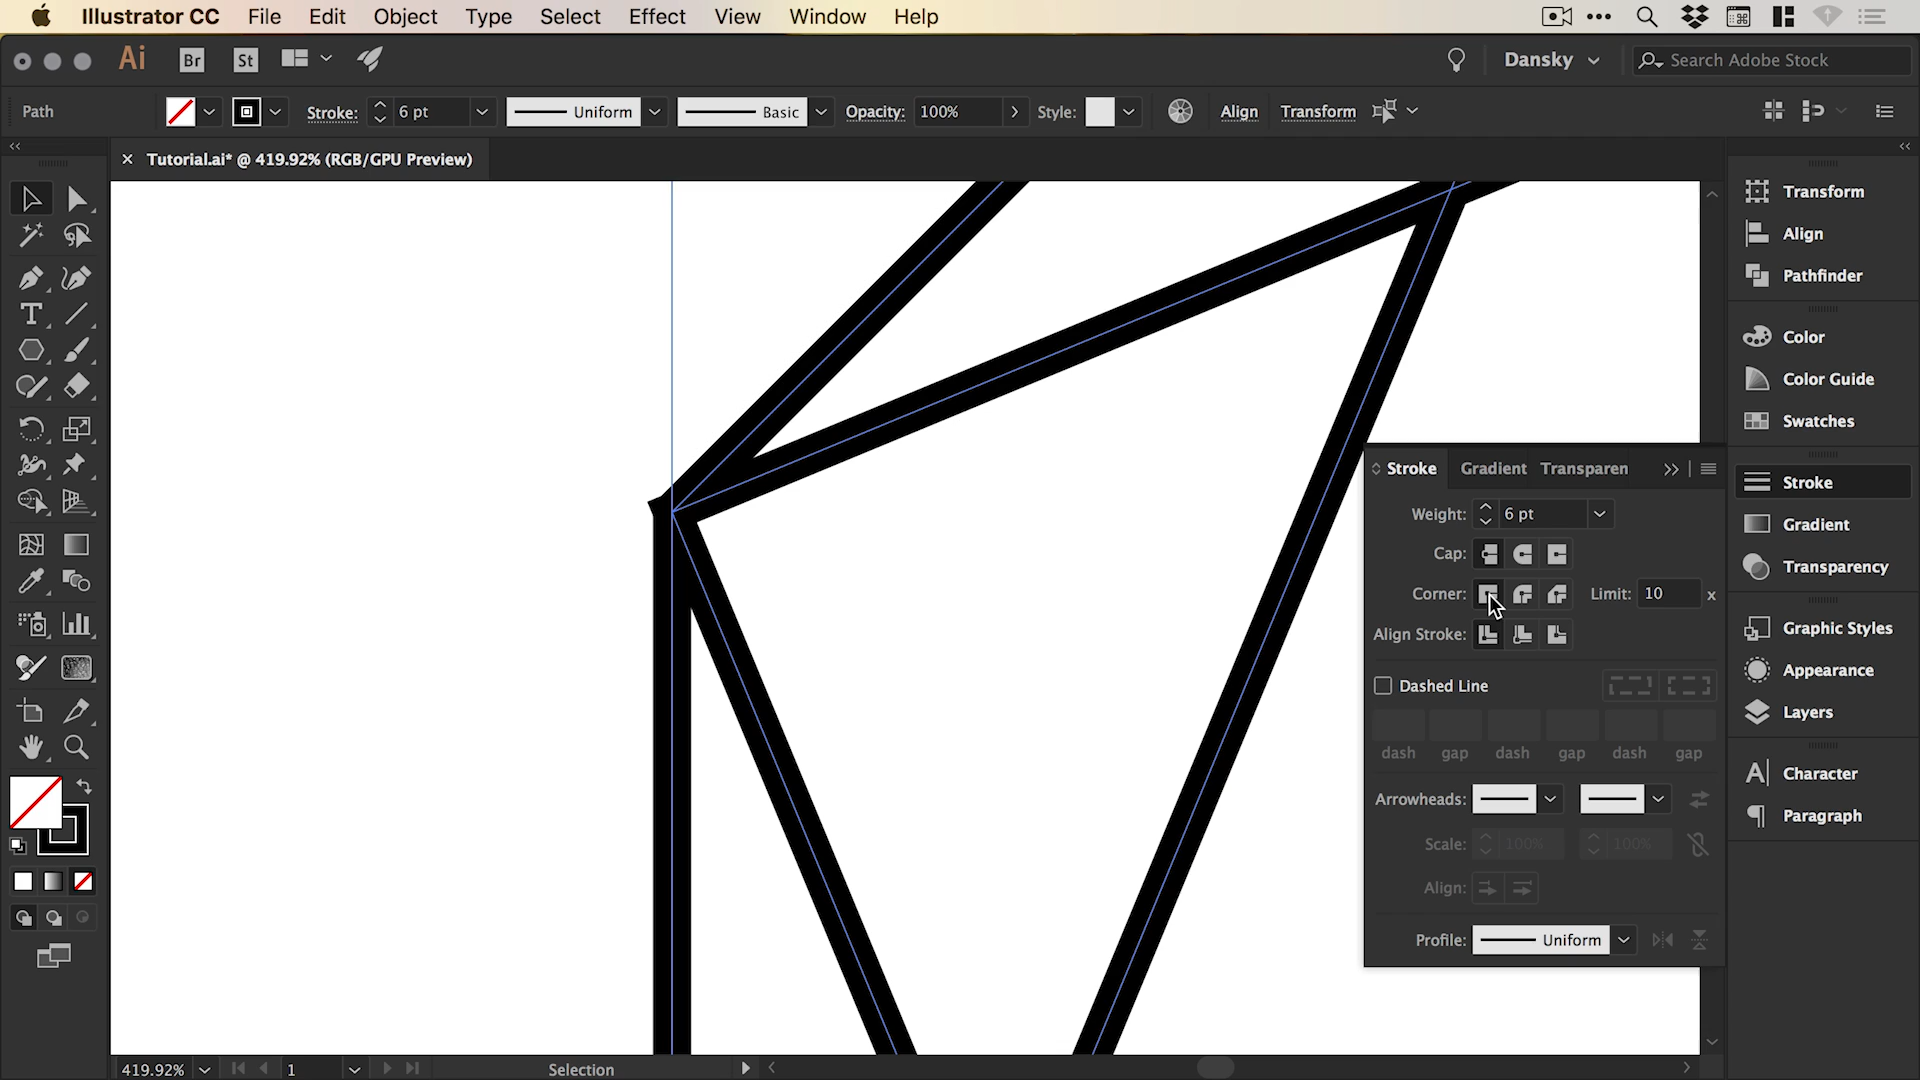 Illustrator CC File Edit Object Type Select Effect View Window Help
Ai Br St Dansky Search Adobe Stock
Path Stroke: 6 pt Uniform Basic Opacity: 100% Style: Align Transform
× Tutorial.ai* @ 419.92% (RGB/GPU Preview)
Transform
Align
Pathfinder
Color
Color Guide
Swatches
Stroke
Gradient
Transparency
Graphic Styles
Appearance
Layers
Character
Paragraph
Stroke Gradient Transparen
Weight: 6 pt
Cap:
Corner: Limit: 10 x
Align Stroke:
Dashed Line
dash gap dash gap dash gap
Arrowheads:
Scale: 100% 100%
Align:
Profile: Uniform
419.92% 1 Selection